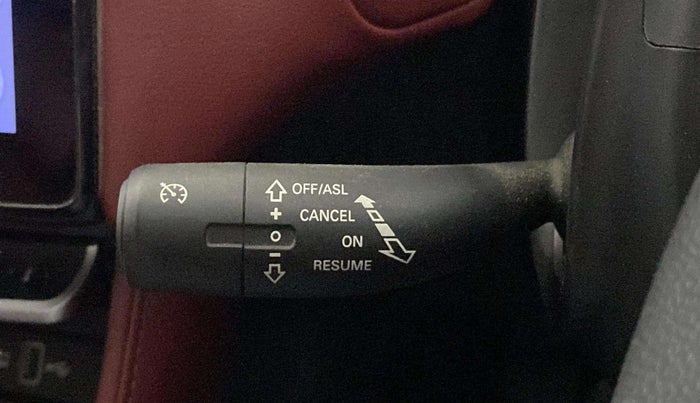 OFF/ASL
+ CANCEL
O ON
- RESUME